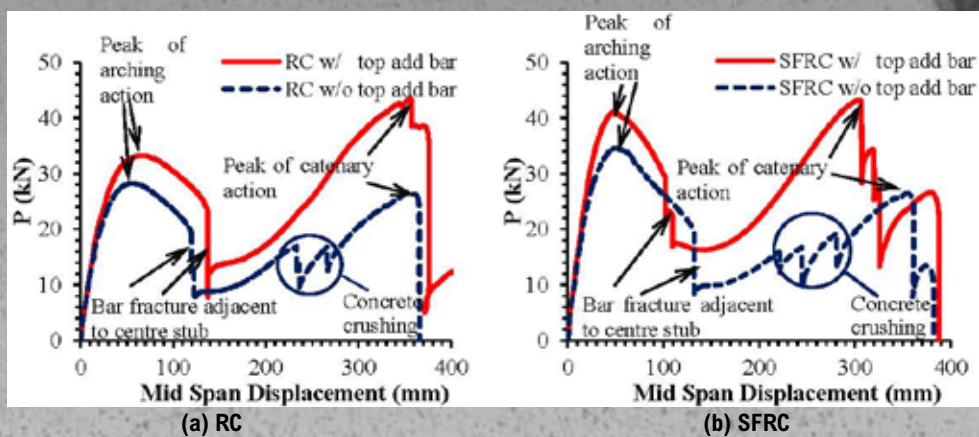 Peak of
arching
action
RC w/ top add bar
RC w/o top add bar
50
40
30
20
10
0
P (kN)
Peak of catenary
action
Bar fracture adjacent
to centre stub
Concrete
crushing
0
100
200
300
400
Mid Span Displacement (mm)
(a) RC
Peak of
arching
action
SFRC w/ top add bar
SFRC w/o top add bar
50
40
30
20
10
0
P (kN)
Peak of catenary
action
Bar fracture adjacent
to centre stub
Concrete
crushing
0
100
200
300
400
Mid Span Displacement (mm)
(b) SFRC